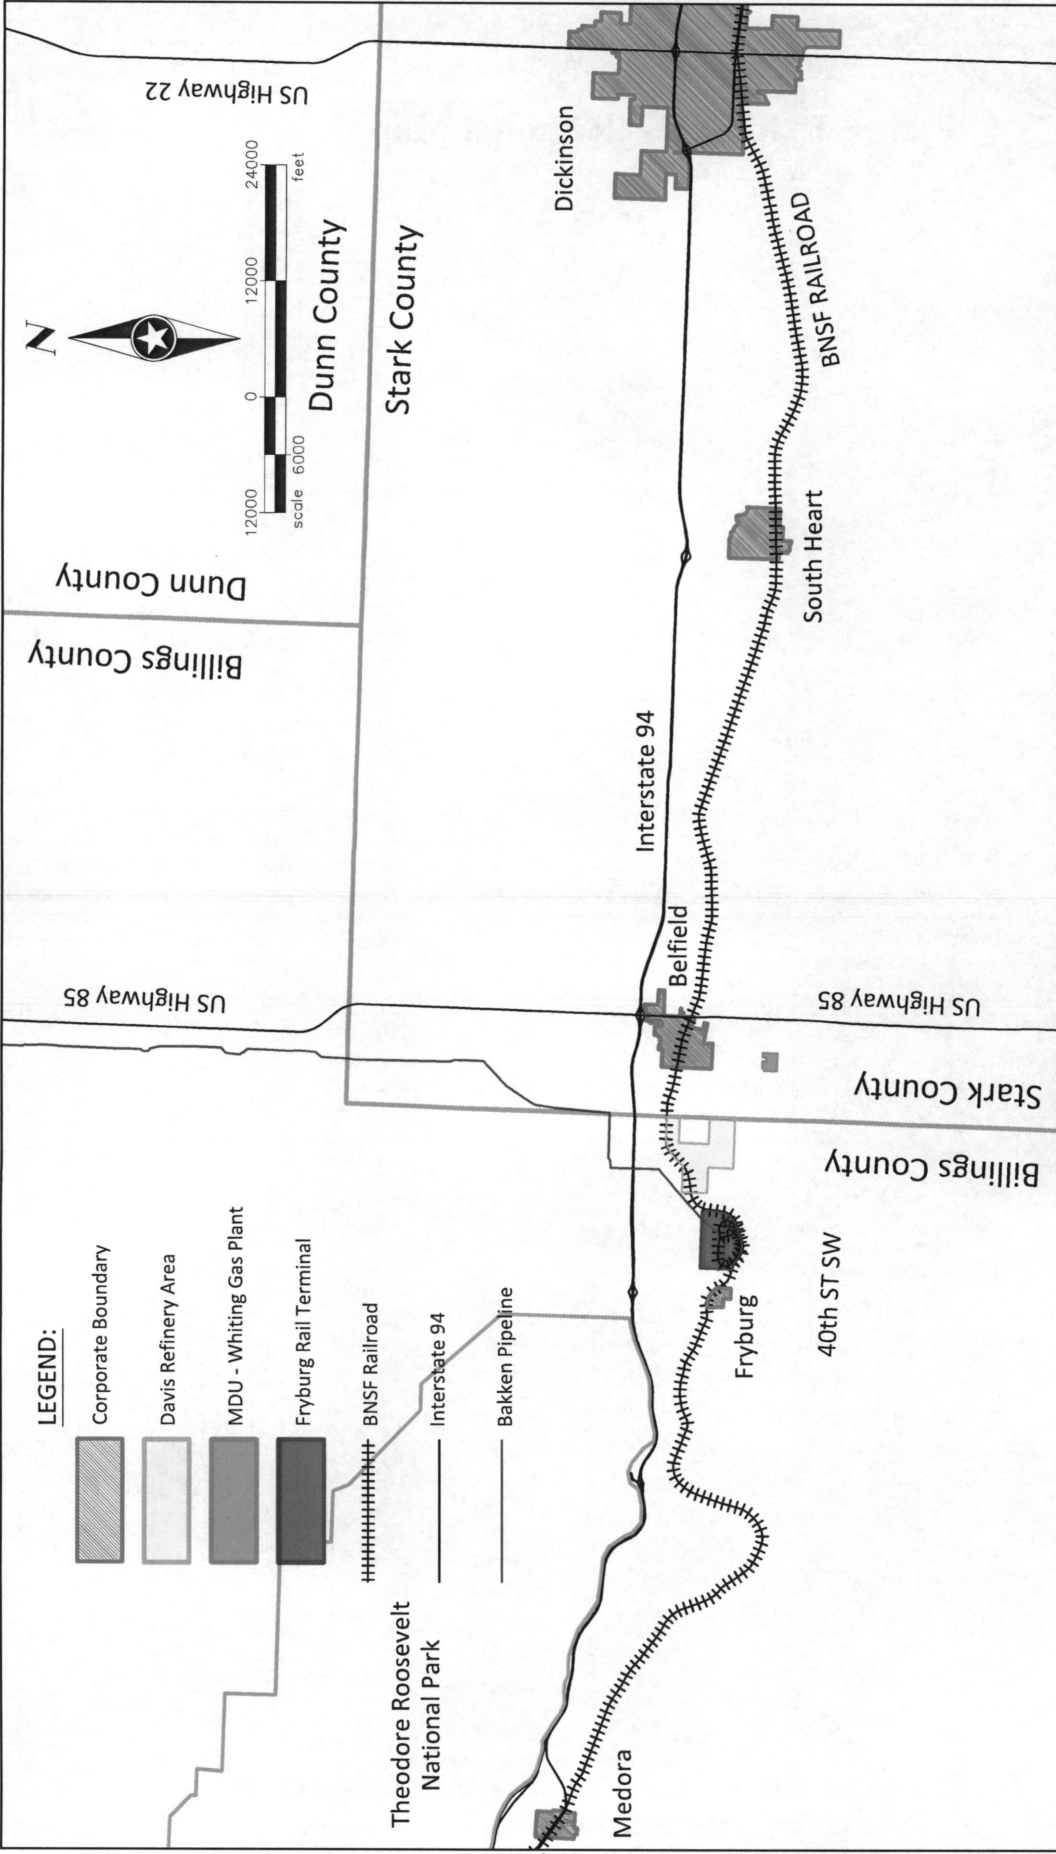 LEGEND:
Corporate Boundary
Davis Refinery Area
MDU - Whiting Gas Plant
Fryburg Rail Terminal
BNSF Railroad
Interstate 94
Bakken Pipeline
Theodore Roosevelt
National Park
Medora
Fryburg
40th ST SW
Billings County
Stark County
US Highway 85
US Highway 85
Belfield
Interstate 94
Billings County
Dunn County
N
12000
0
12000
24000
scale
6000
feet
Dunn County
Stark County
South Heart
BNSF RAILROAD
Dickinson
US Highway 22